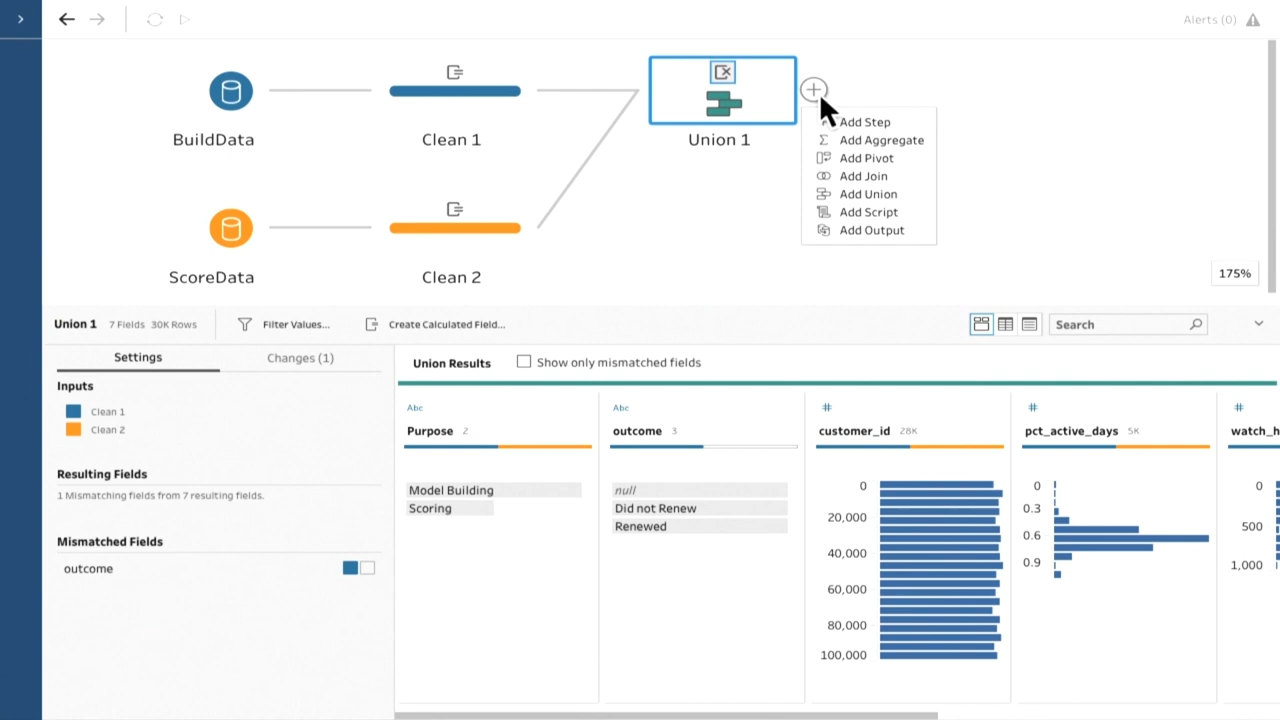 Alerts (0)
BuildData
Clean 1
Union 1
Add Step
Add Aggregate
Add Pivot
Add Join
Add Union
Add Script
Add Output
ScoreData
Clean 2
175%
Union 1 7 Fields 30K Rows
Filter Values...
Create Calculated Field...
Search
Settings
Changes (1)
Inputs
Clean 1
Clean 2
Resulting Fields
1 Mismatching fields from 7 resulting fields.
Mismatched Fields
outcome
Union Results
Show only mismatched fields
Abc
Purpose 2
Model Building
Scoring
Abc
outcome 3
null
Did not Renew
Renewed
#
customer_id 28K
0
20,000
40,000
60,000
80,000
100,000
#
pct_active_days 5K
0
0.3
0.6
0.9
#
watch_h
0
500
1,000